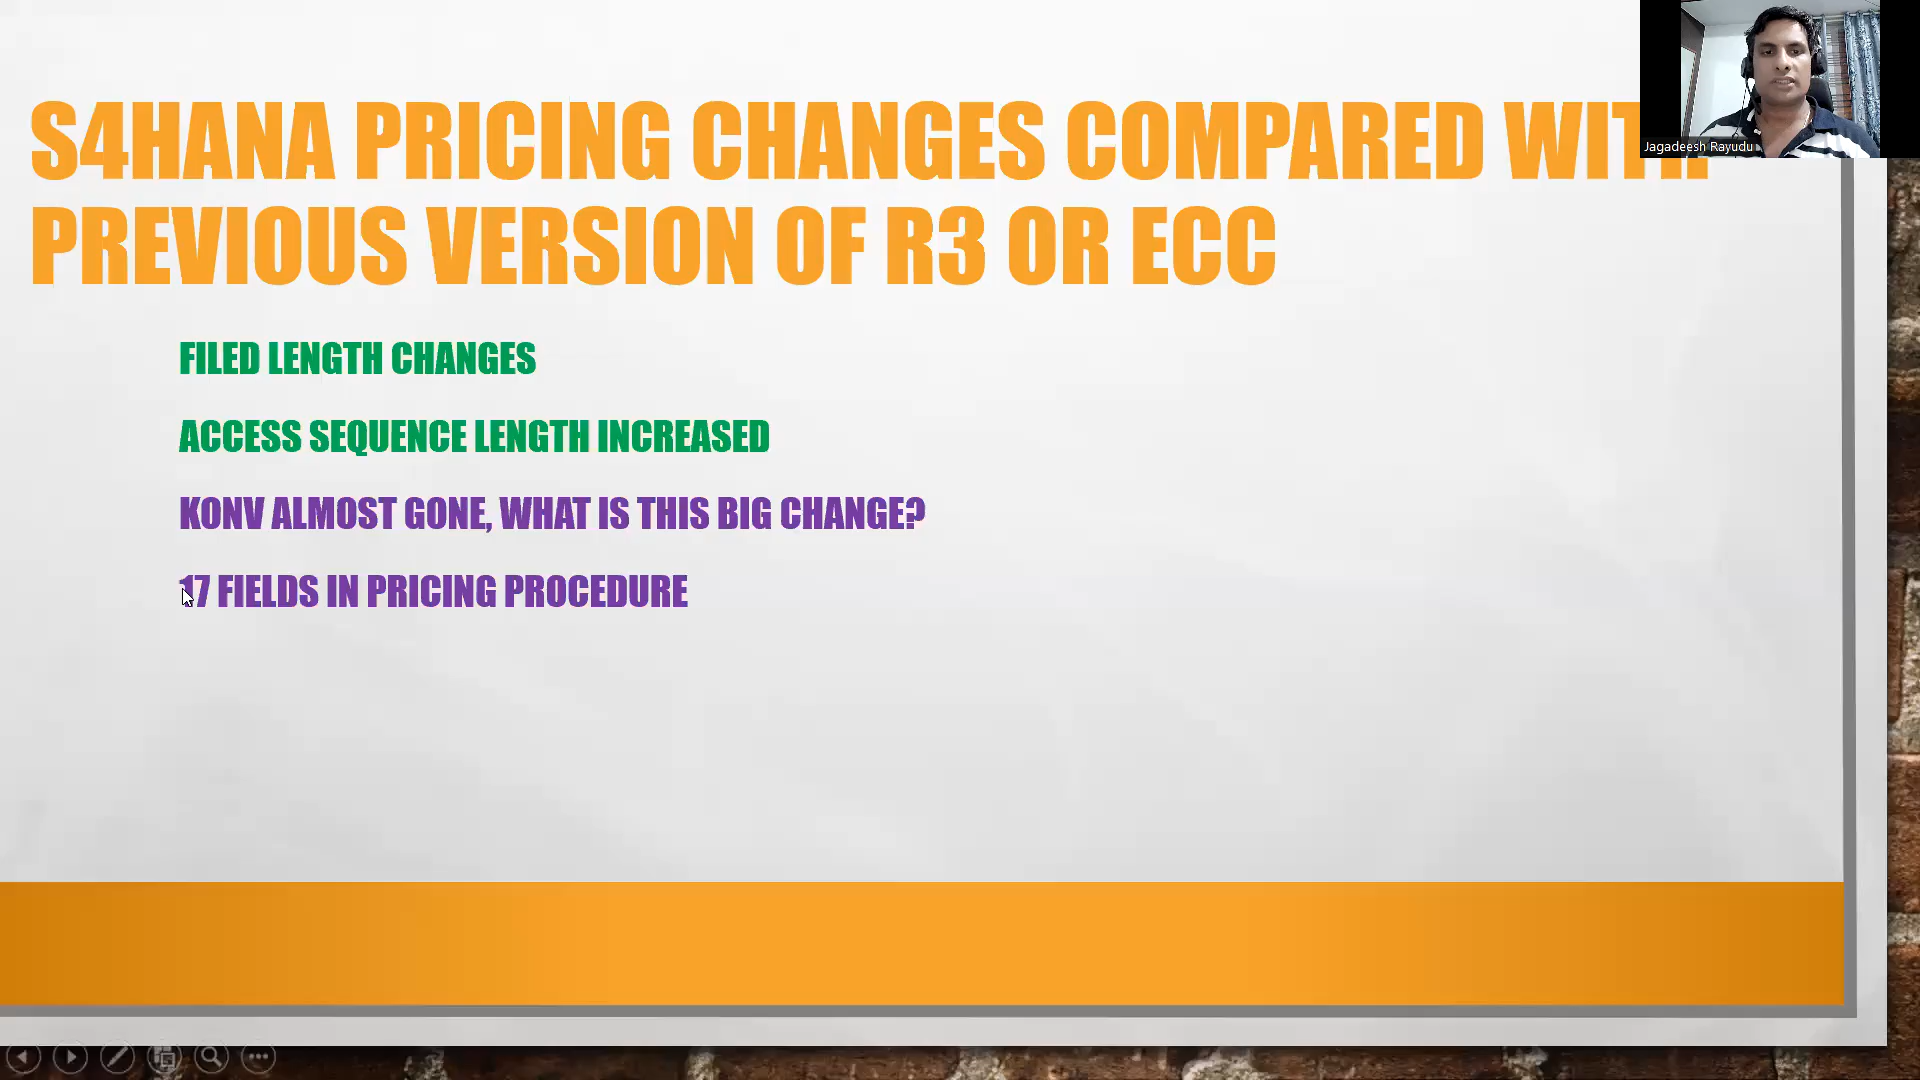 S4HANA PRICING CHANGES COMPARED WITH
PREVIOUS VERSION OF R3 OR ECC
Jagadeesh Rayudu
FILED LENGTH CHANGES
ACCESS SEQUENCE LENGTH INCREASED
KONV ALMOST GONE, WHAT IS THIS BIG CHANGE?
17 FIELDS IN PRICING PROCEDURE